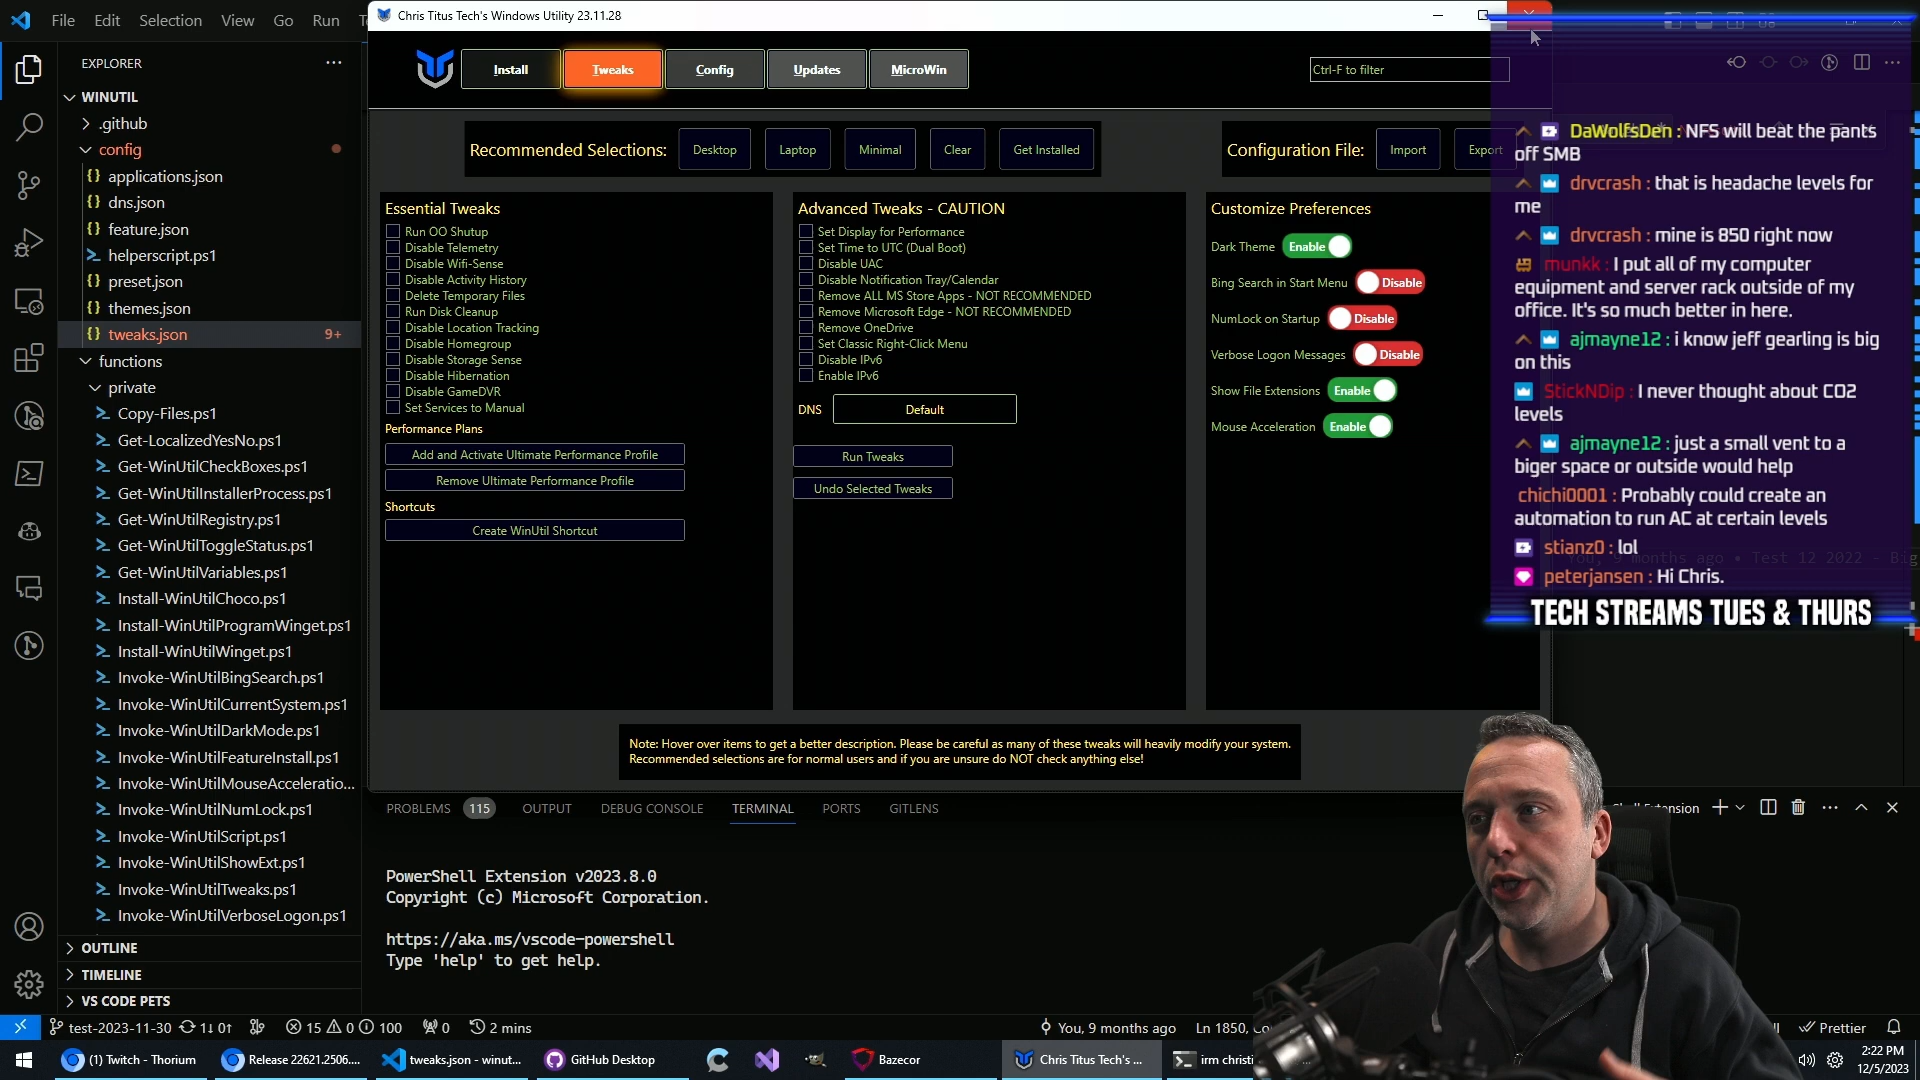 File Edit Selection View Go Run
Chris Titus Tech's Windows Utility 23.11.28
EXPLORER
WINUTIL
.github
config
applications.json
dns.json
feature.json
helperscript.ps1
preset.json
themes.json
tweaks.json 9+
functions
private
Copy-Files.ps1
Get-LocalizedYesNo.ps1
Get-WinUtilCheckBoxes.ps1
Get-WinUtilInstallerProcess.ps1
Get-WinUtilRegistry.ps1
Get-WinUtilToggleStatus.ps1
Get-WinUtilVariables.ps1
Install-WinUtilChoco.ps1
Install-WinUtilProgramWinget.ps1
Install-WinUtilWinget.ps1
Invoke-WinUtilBingSearch.ps1
Invoke-WinUtilCurrentSystem.ps1
Invoke-WinUtilDarkMode.ps1
Invoke-WinUtilFeatureInstall.ps1
Invoke-WinUtilMouseAcceleratio...
Invoke-WinUtilNumLock.ps1
Invoke-WinUtilScript.ps1
Invoke-WinUtilShowExt.ps1
Invoke-WinUtilTweaks.ps1
Invoke-WinUtilVerboseLogon.ps1
OUTLINE
TIMELINE
VS CODE PETS
Install Tweaks Config Updates MicroWin
Ctrl-F to filter
Recommended Selections: Desktop Laptop Minimal Clear Get Installed
Configuration File: Import Export
Essential Tweaks
Run OO Shutup
Disable Telemetry
Disable Wifi-Sense
Disable Activity History
Delete Temporary Files
Run Disk Cleanup
Disable Location Tracking
Disable Homegroup
Disable Storage Sense
Disable Hibernation
Disable GameDVR
Set Services to Manual
Performance Plans
Add and Activate Ultimate Performance Profile
Remove Ultimate Performance Profile
Shortcuts
Create WinUtil Shortcut
Advanced Tweaks - CAUTION
Set Display for Performance
Set Time to UTC (Dual Boot)
Disable UAC
Disable Notification Tray/Calendar
Remove ALL MS Store Apps - NOT RECOMMENDED
Remove Microsoft Edge - NOT RECOMMENDED
Remove OneDrive
Set Classic Right-Click Menu
Disable IPv6
Enable IPv6
DNS Default
Run Tweaks
Undo Selected Tweaks
Customize Preferences
Dark Theme Enable
Bing Search in Start Menu Disable
NumLock on Startup Disable
Verbose Logon Messages Disable
Show File Extensions Enable
Mouse Acceleration Enable
Note: Hover over items to get a better description. Please be careful as many of these tweaks will heavily modify your system.
Recommended selections are for normal users and if you are unsure do NOT check anything else!
DaWolfsDen : NFS will beat the pants
off SMB
drvcrash : that is headache levels for
me
drvcrash : mine is 850 right now
munkk : I put all of my computer
equipment and server rack outside of my
office. It's so much better in here.
ajmayne12 : i know jeff gearling is big
on this
StickNDip : I never thought about CO2
levels
ajmayne12 : just a small vent to a
biger space or outside would help
chichi0001 : Probably could create an
automation to run AC at certain levels
stianz0 : lol
You, 9 months ago • Test 12 2022 - Big
peterjansen : Hi Chris.
TECH STREAMS TUES & THURS
PROBLEMS 115 OUTPUT DEBUG CONSOLE TERMINAL PORTS GITLENS
PowerShell Extension v2023.8.0
Copyright (c) Microsoft Corporation.
https://aka.ms/vscode-powershell
Type 'help' to get help.
test-2023-11-30 1↓ 0↑ 15 0 100 0 2 mins
You, 9 months ago Ln 1850, Prettier
(1) Twitch - Thorium
Release 22621.2506....
tweaks.json - winut...
GitHub Desktop
Bazecor
Chris Titus Tech's ...
irm christi
2:22 PM
12/5/2023